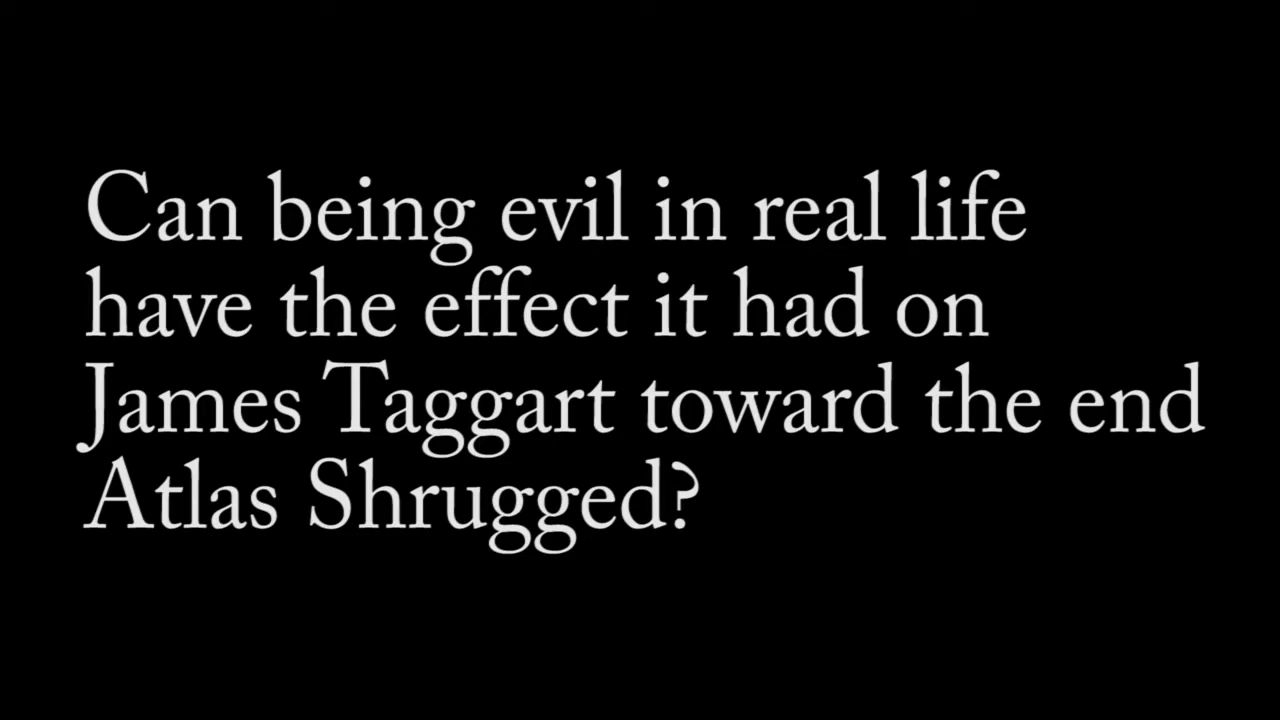 Can being evil in real life
have the effect it had on
James Taggart toward the end
Atlas Shrugged?